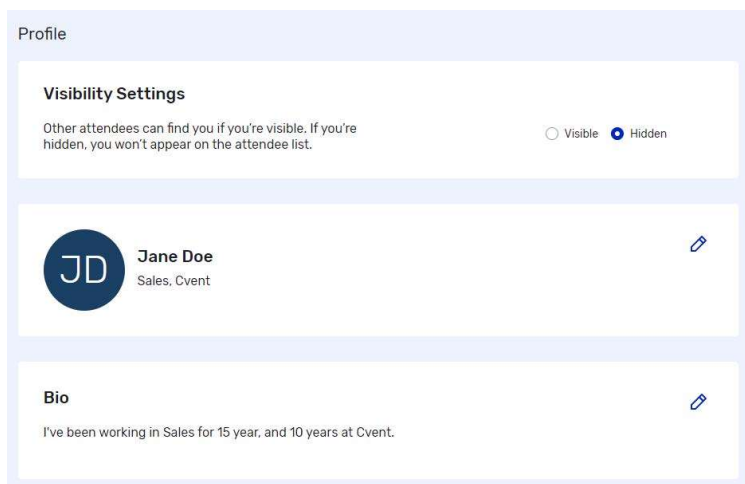 Profile
Visibility Settings
Other attendees can find you if you're visible. If you're
hidden, you won't appear on the attendee list.
Visible Hidden
JD
Jane Doe
Sales, Cvent
Bio
I've been working in Sales for 15 year, and 10 years at Cvent.